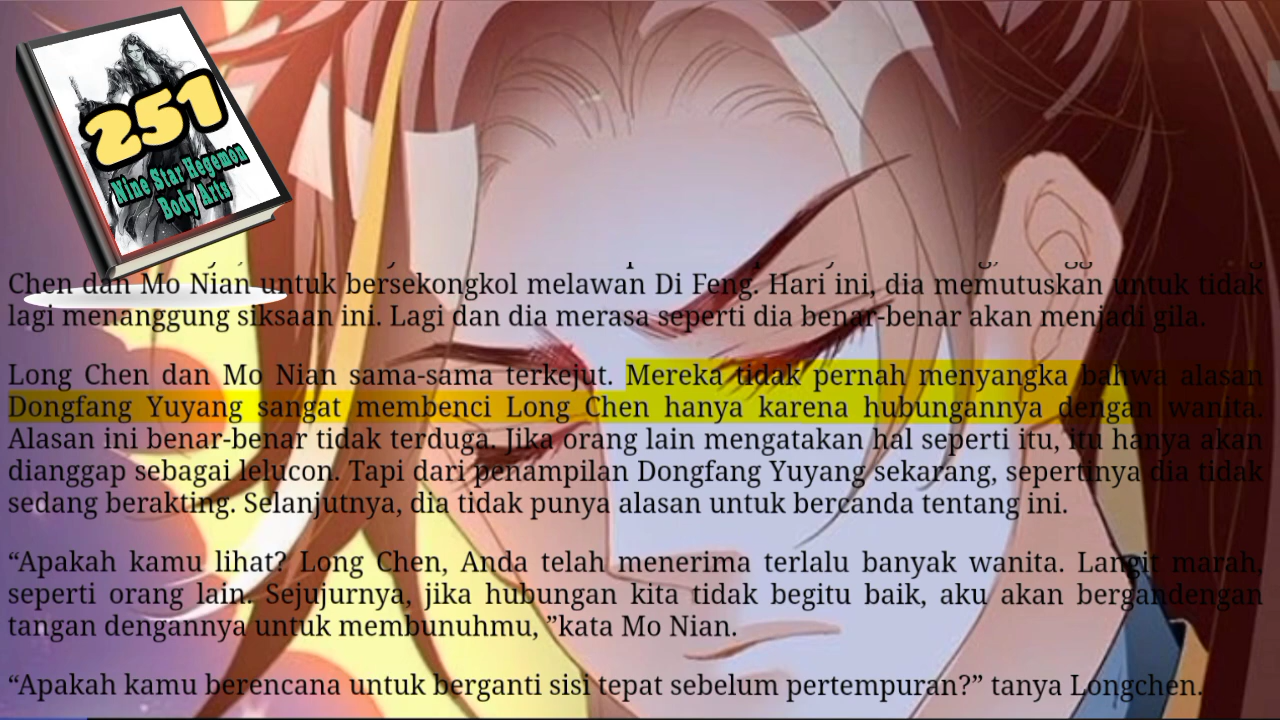 251
Nine Star Hegemon
Body Arts
Chen dan Mo Nian untuk bersekongkol melawan Di Feng. Hari ini, dia memutuskan untuk tidak
lagi menanggung siksaan ini. Lagi dan dia merasa seperti dia benar-benar akan menjadi gila.
Long Chen dan Mo Nian sama-sama terkejut. Mereka tidak pernah menyangka bahwa alasan
Dongfang Yuyang sangat membenci Long Chen hanya karena hubungannya dengan wanita.
Alasan ini benar-benar tidak terduga. Jika orang lain mengatakan hal seperti itu, itu hanya akan
dianggap sebagai lelucon. Tapi dari penampilan Dongfang Yuyang sekarang, sepertinya dia tidak
sedang berakting. Selanjutnya, dia tidak punya alasan untuk bercanda tentang ini.
“Apakah kamu lihat? Long Chen, Anda telah menerima terlalu banyak wanita. Langit marah,
seperti orang lain. Sejujurnya, jika hubungan kita tidak begitu baik, aku akan bergandengan
tangan dengannya untuk membunuhmu, ”kata Mo Nian.
“Apakah kamu berencana untuk berganti sisi tepat sebelum pertempuran?” tanya Longchen.